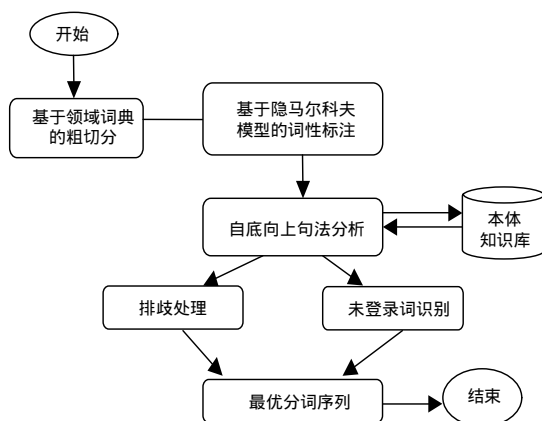 开始
基于领域词典
的粗切分
基于隐马尔科夫
模型的词性标注
自底向上句法分析
本体
知识库
排歧处理
未登录词识别
最优分词序列
结束